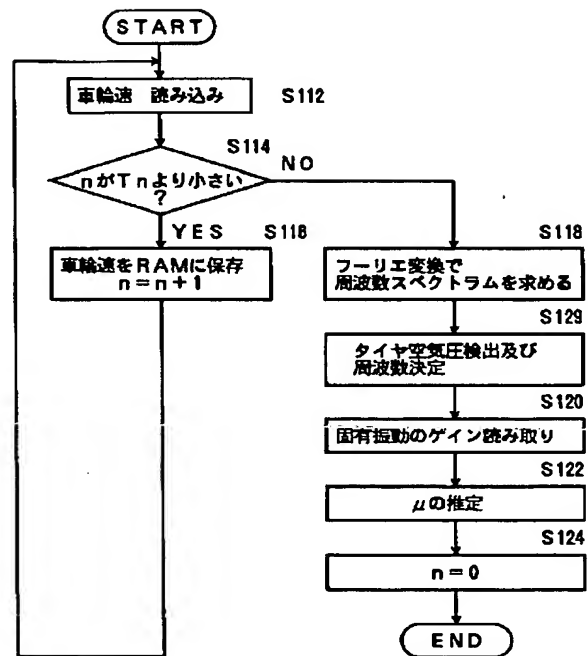 START
車輪速 読み込み
S112
S114
nがTnより小さい
?
NO
YES
S118
車輪速をRAMに保存
n=n+1
S118
フーリエ変換で
周波数スペクトラムを求める
S129
タイヤ空気圧検出及び
周波数決定
S120
固有振動のゲイン読み取り
S122
μの推定
S124
n=0
END